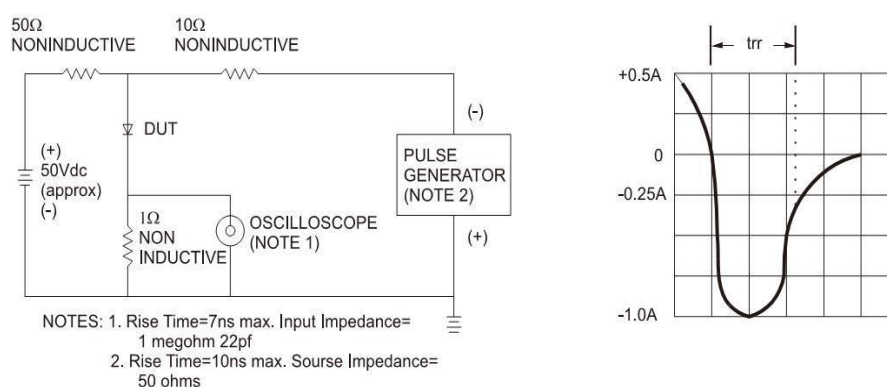 50Ω
NONINDUCTIVE
10Ω
NONINDUCTIVE
DUT
(+)
50Vdc
(approx)
(-)
1Ω
NON
INDUCTIVE
OSCILLOSCOPE
(NOTE 1)
(-)
PULSE
GENERATOR
(NOTE 2)
(+)
NOTES: 1. Rise Time=7ns max. Input Impedance=
1 megohm 22pf
2. Rise Time=10ns max. Sourse Impedance=
50 ohms
trr
+0.5A
0
-0.25A
-1.0A